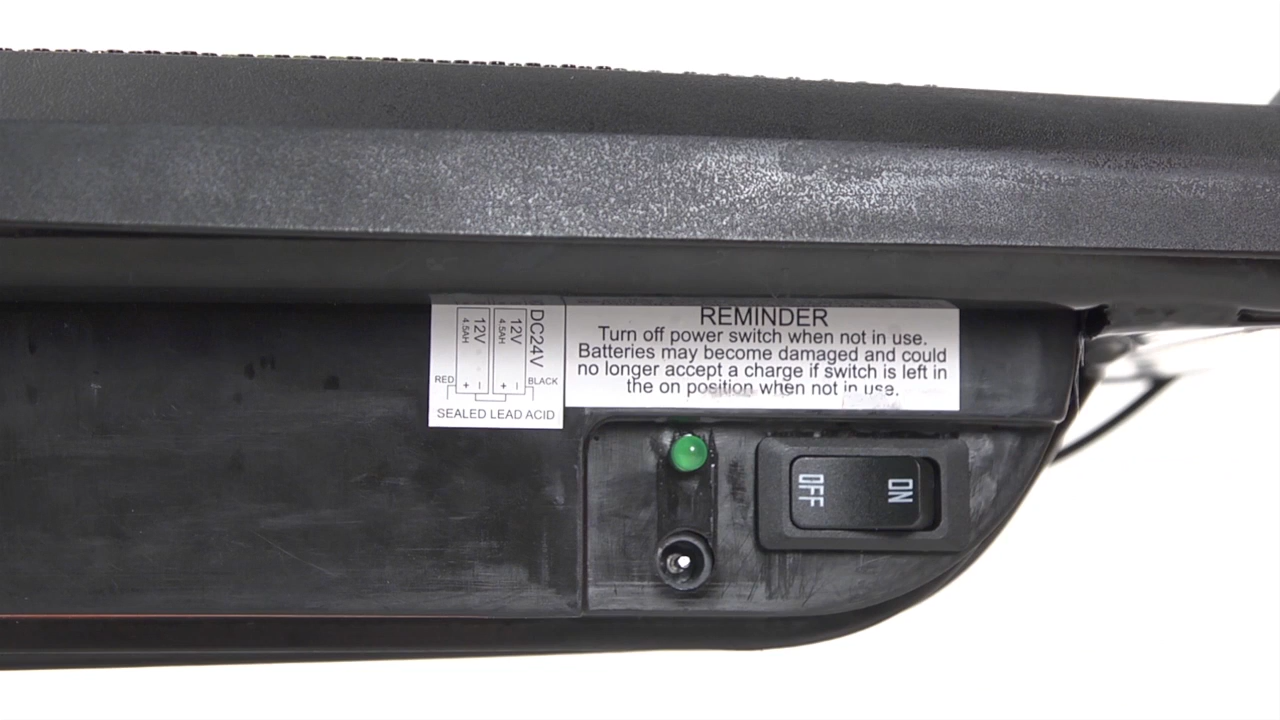 DC24V
12V
4.5AH
12V
4.5AH
RED + - + - BLACK
SEALED LEAD ACID
REMINDER
Turn off power switch when not in use.
Batteries may become damaged and could
no longer accept a charge if switch is left in
the on position when not in use.
OFF
ON